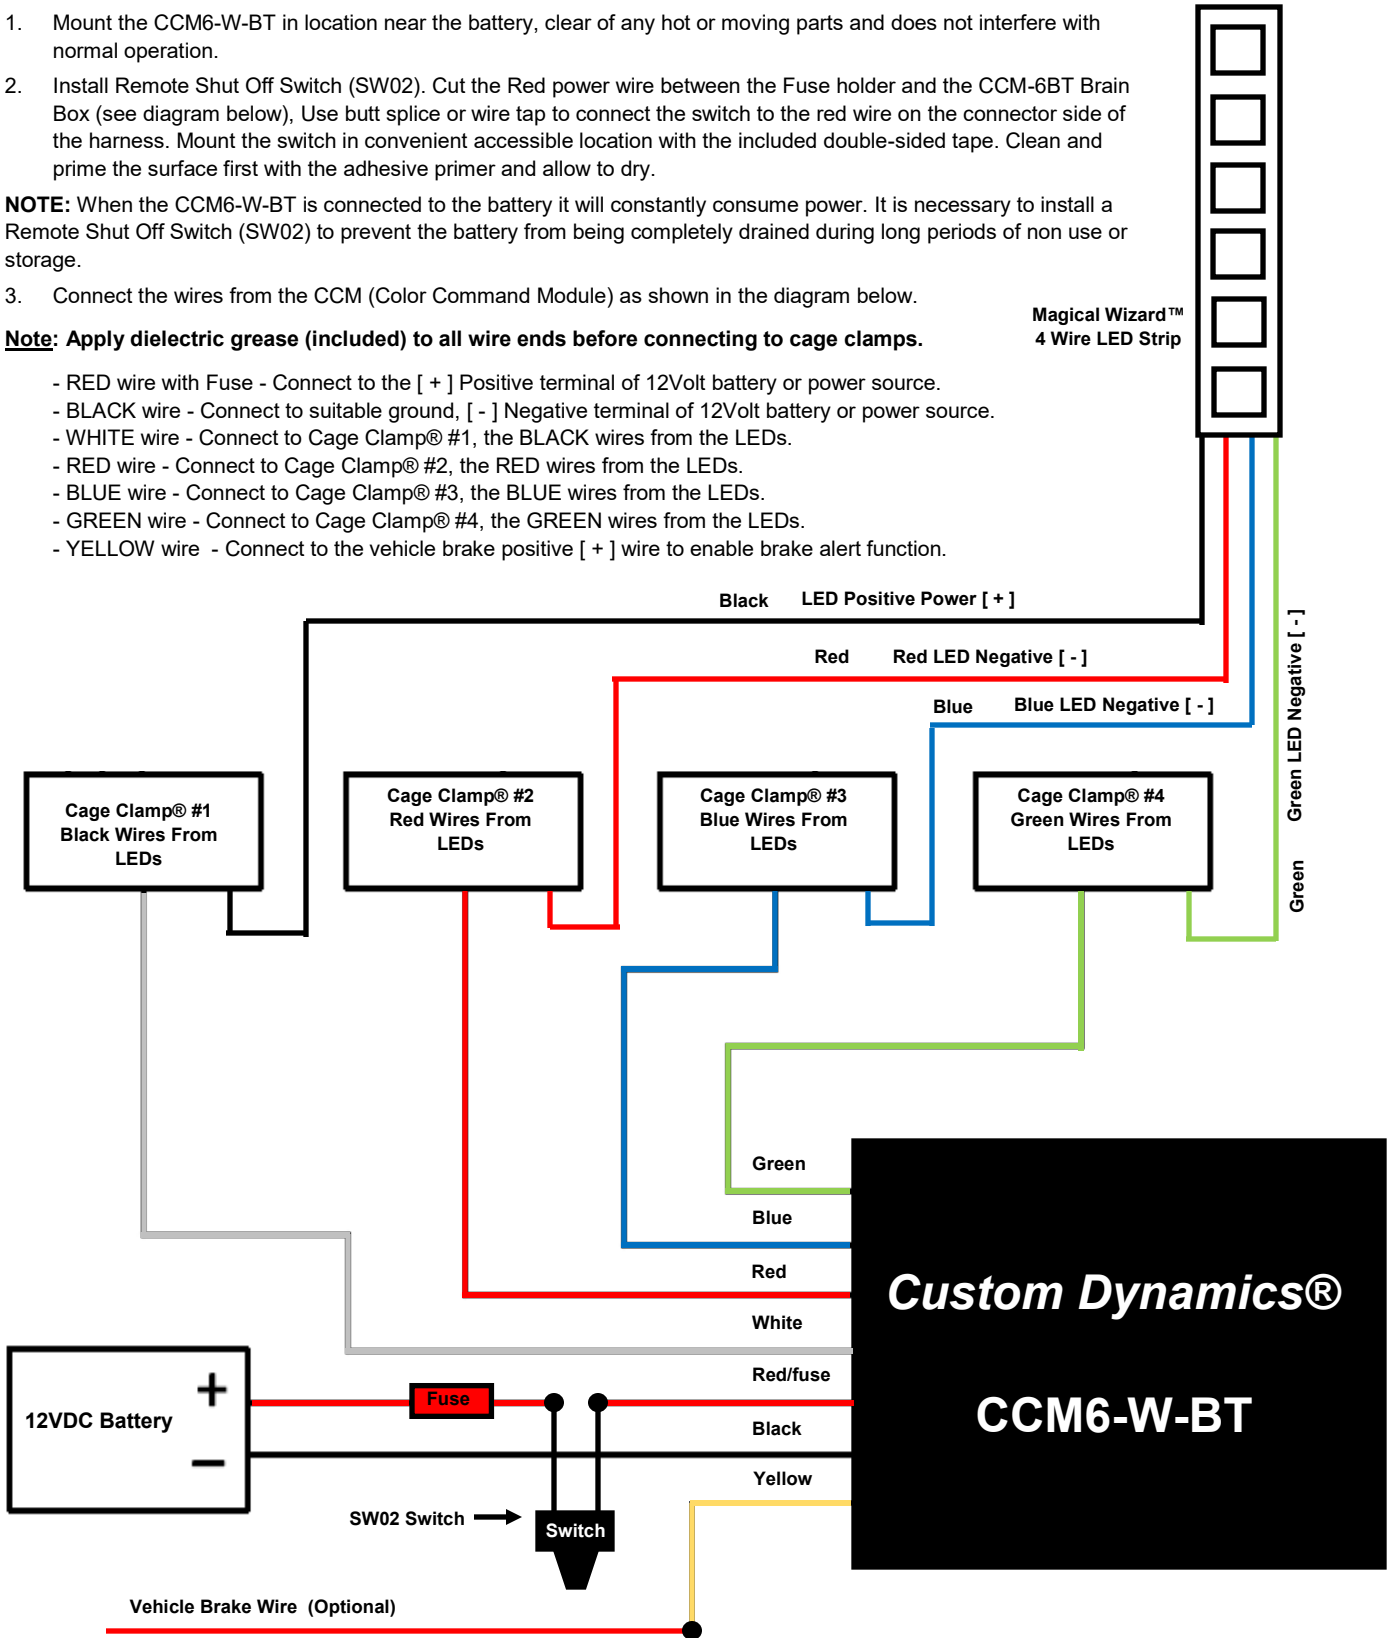 1. Mount the CCM6-W-BT in location near the battery, clear of any hot or moving parts and does not interfere with
normal operation.
2. Install Remote Shut Off Switch (SW02). Cut the Red power wire between the Fuse holder and the CCM-6BT Brain
Box (see diagram below), Use butt splice or wire tap to connect the switch to the red wire on the connector side of
the harness. Mount the switch in convenient accessible location with the included double-sided tape. Clean and
prime the surface first with the adhesive primer and allow to dry.
NOTE: When the CCM6-W-BT is connected to the battery it will constantly consume power. It is necessary to install a
Remote Shut Off Switch (SW02) to prevent the battery from being completely drained during long periods of non use or
storage.
3. Connect the wires from the CCM (Color Command Module) as shown in the diagram below.
Magical Wizard™
4 Wire LED Strip
Note: Apply dielectric grease (included) to all wire ends before connecting to cage clamps.
- RED wire with Fuse - Connect to the [ + ] Positive terminal of 12Volt battery or power source.
- BLACK wire - Connect to suitable ground, [ - ] Negative terminal of 12Volt battery or power source.
- WHITE wire - Connect to Cage Clamp® #1, the BLACK wires from the LEDs.
- RED wire - Connect to Cage Clamp® #2, the RED wires from the LEDs.
- BLUE wire - Connect to Cage Clamp® #3, the BLUE wires from the LEDs.
- GREEN wire - Connect to Cage Clamp® #4, the GREEN wires from the LEDs.
- YELLOW wire  - Connect to the vehicle brake positive [ + ] wire to enable brake alert function.
Black LED Positive Power [ + ]
Red Red LED Negative [ - ]
Blue Blue LED Negative [ - ]
Green Green LED Negative [ - ]
Cage Clamp® #1
Black Wires From
LEDs
Cage Clamp® #2
Red Wires From
LEDs
Cage Clamp® #3
Blue Wires From
LEDs
Cage Clamp® #4
Green Wires From
LEDs
Green
Blue
Red
White
Red/fuse
Black
Yellow
Custom Dynamics®
CCM6-W-BT
12VDC Battery
+
−
Fuse
SW02 Switch
Switch
Vehicle Brake Wire  (Optional)